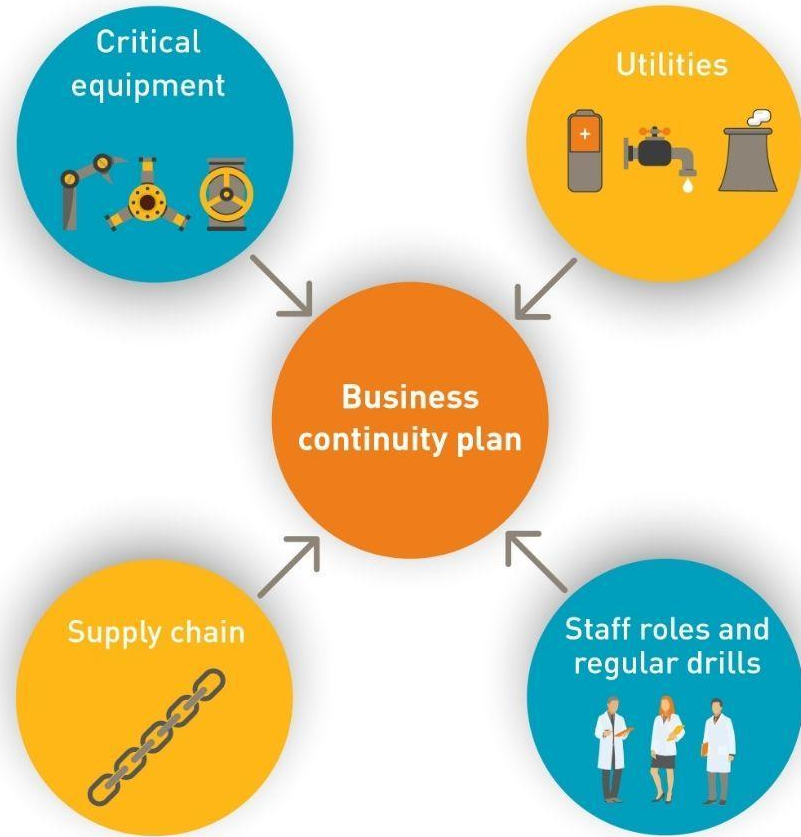 Critical
equipment
Utilities
Business
continuity plan
Supply chain
Staff roles and
regular drills